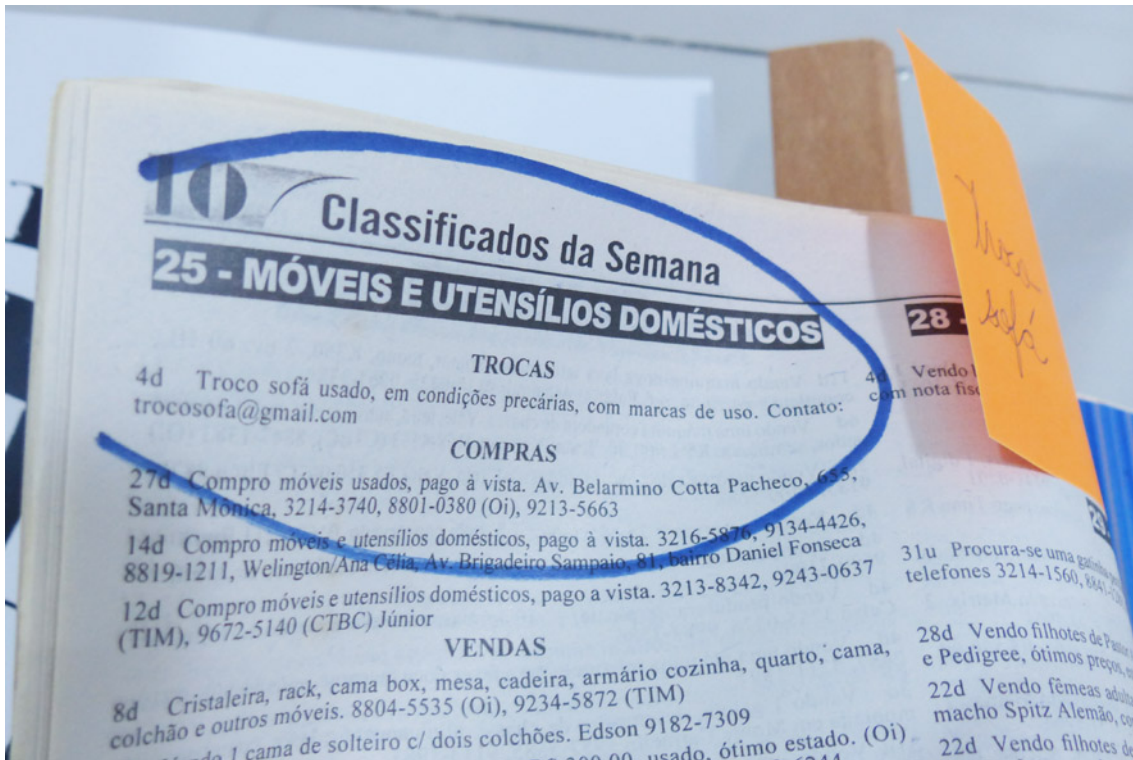 10
Classificados da Semana
25 - MÓVEIS E UTENSÍLIOS DOMÉSTICOS
TROCAS
4d Troco sofá usado, em condições precárias, com marcas de uso. Contato:
trocosofa@gmail.com
COMPRAS
27d Compro móveis usados, pago à vista. Av. Belarmino Cotta Pacheco, 655,
Santa Mônica, 3214-3740, 8801-0380 (Oi), 9213-5663
14d Compro móveis e utensílios domésticos, pago à vista. 3216-5876, 9134-4426,
8819-1211, Welington/Ana Célia, Av. Brigadeiro Sampaio, 81, bairro Daniel Fonseca
12d Compro móveis e utensílios domésticos, pago a vista. 3213-8342, 9243-0637
(TIM), 9672-5140 (CTBC) Júnior
VENDAS
8d Cristaleira, rack, cama box, mesa, cadeira, armário cozinha, quarto, cama,
colchão e outros móveis. 8804-5535 (Oi), 9234-5872 (TIM)
1 cama de solteiro c/ dois colchões. Edson 9182-7309
usado, ótimo estado. (Oi)
28 -
4d Vendo
com nota
31u Procura-se uma
telefones 3214-1560,
28d Vendo filhotes de
e Pedigree, ótimos preços,
22d Vendo fêmeas
macho Spitz Alemão,
22d Vendo filhotes